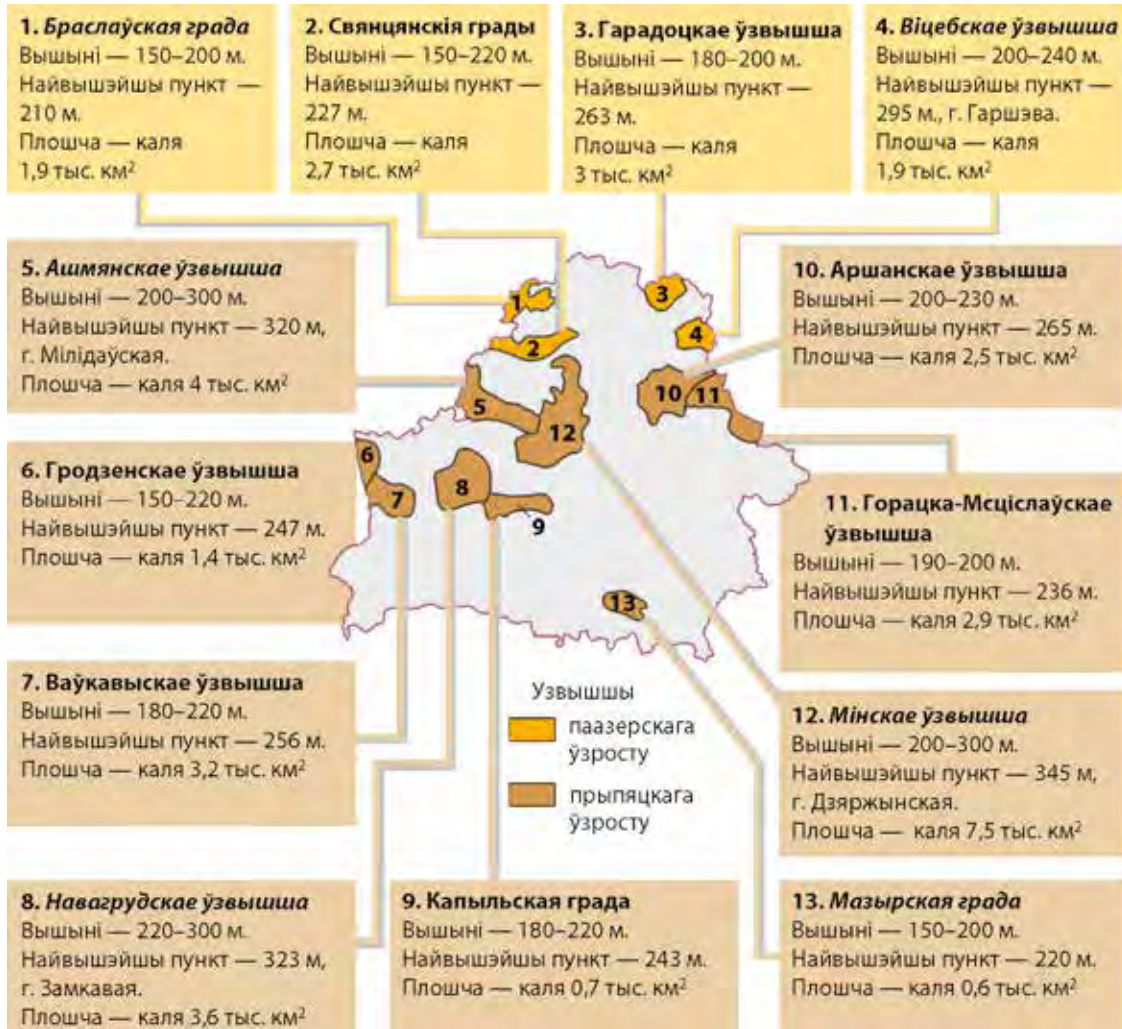 1. Браслаўская града
Вышыні — 150–200 м.
Найвышэйшы пункт —
210 м.
Плошча — каля
1,9 тыс. км²
2. Свянцянскія грады
Вышыні — 150–220 м.
Найвышэйшы пункт —
227 м.
Плошча — каля
2,7 тыс. км²
3. Гарадоцкае ўзвышша
Вышыні — 180–200 м.
Найвышэйшы пункт —
263 м.
Плошча — каля
3 тыс. км²
4. Віцебскае ўзвышша
Вышыні — 200–240 м.
Найвышэйшы пункт —
295 м., г. Гаршэва.
Плошча — каля
1,9 тыс. км²
5. Ашмянскае ўзвышша
Вышыні — 200–300 м.
Найвышэйшы пункт — 320 м,
г. Мілідаўская.
Плошча — каля 4 тыс. км²
10. Аршанскае ўзвышша
Вышыні — 200–230 м.
Найвышэйшы пункт — 265 м.
Плошча — каля 2,5 тыс. км²
6. Гродзенскае ўзвышша
Вышыні — 150–220 м.
Найвышэйшы пункт — 247 м.
Плошча — каля 1,4 тыс. км²
1
2
3
4
5
6
7
8
9
10
11
12
13
11. Горацка-Мсціслаўскае
ўзвышша
Вышыні — 190–200 м.
Найвышэйшы пункт — 236 м.
Плошча — каля 2,9 тыс. км²
7. Ваўкавыскае ўзвышша
Вышыні — 180–220 м.
Найвышэйшы пункт — 256 м.
Плошча — каля 3,2 тыс. км²
Узвышшы
паазерскага
ўзросту
прыпяцкага
ўзросту
12. Мінскае ўзвышша
Вышыні — 200–300 м.
Найвышэйшы пункт — 345 м,
г. Дзяржынская.
Плошча — каля 7,5 тыс. км²
8. Навагрудскае ўзвышша
Вышыні — 220–300 м.
Найвышэйшы пункт — 323 м,
г. Замкавая.
Плошча — каля 3,6 тыс. км²
9. Капыльская града
Вышыні — 180–220 м.
Найвышэйшы пункт — 243 м.
Плошча — каля 0,7 тыс. км²
13. Мазырская града
Вышыні — 150–200 м.
Найвышэйшы пункт — 220 м.
Плошча — каля 0,6 тыс. км²